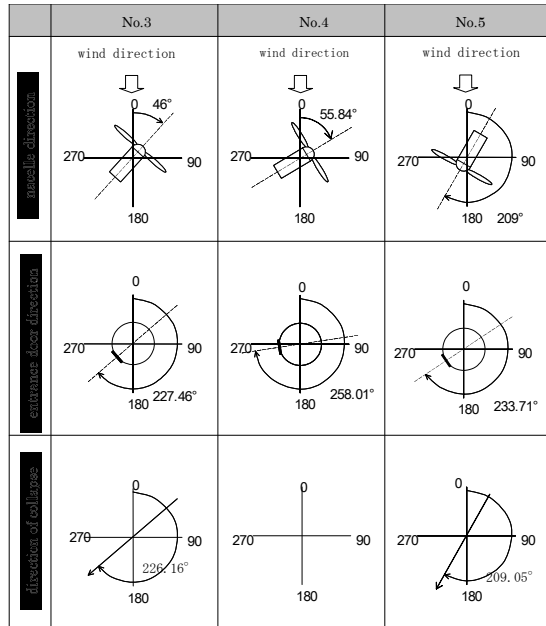 No.3 No.4 No.5
nacelle direction
wind direction wind direction wind direction
0 0 0
46° 55.84°
270 90 270 90 270 90
180 180 180 209°
entrance door direction
0 0 0
270 90 270 90 270 90
180 227.46° 180 258.01° 180 233.71°
direction of collapse
0 0 0
270 90 270 90 270 90
226.16° 209.05°
180 180 180